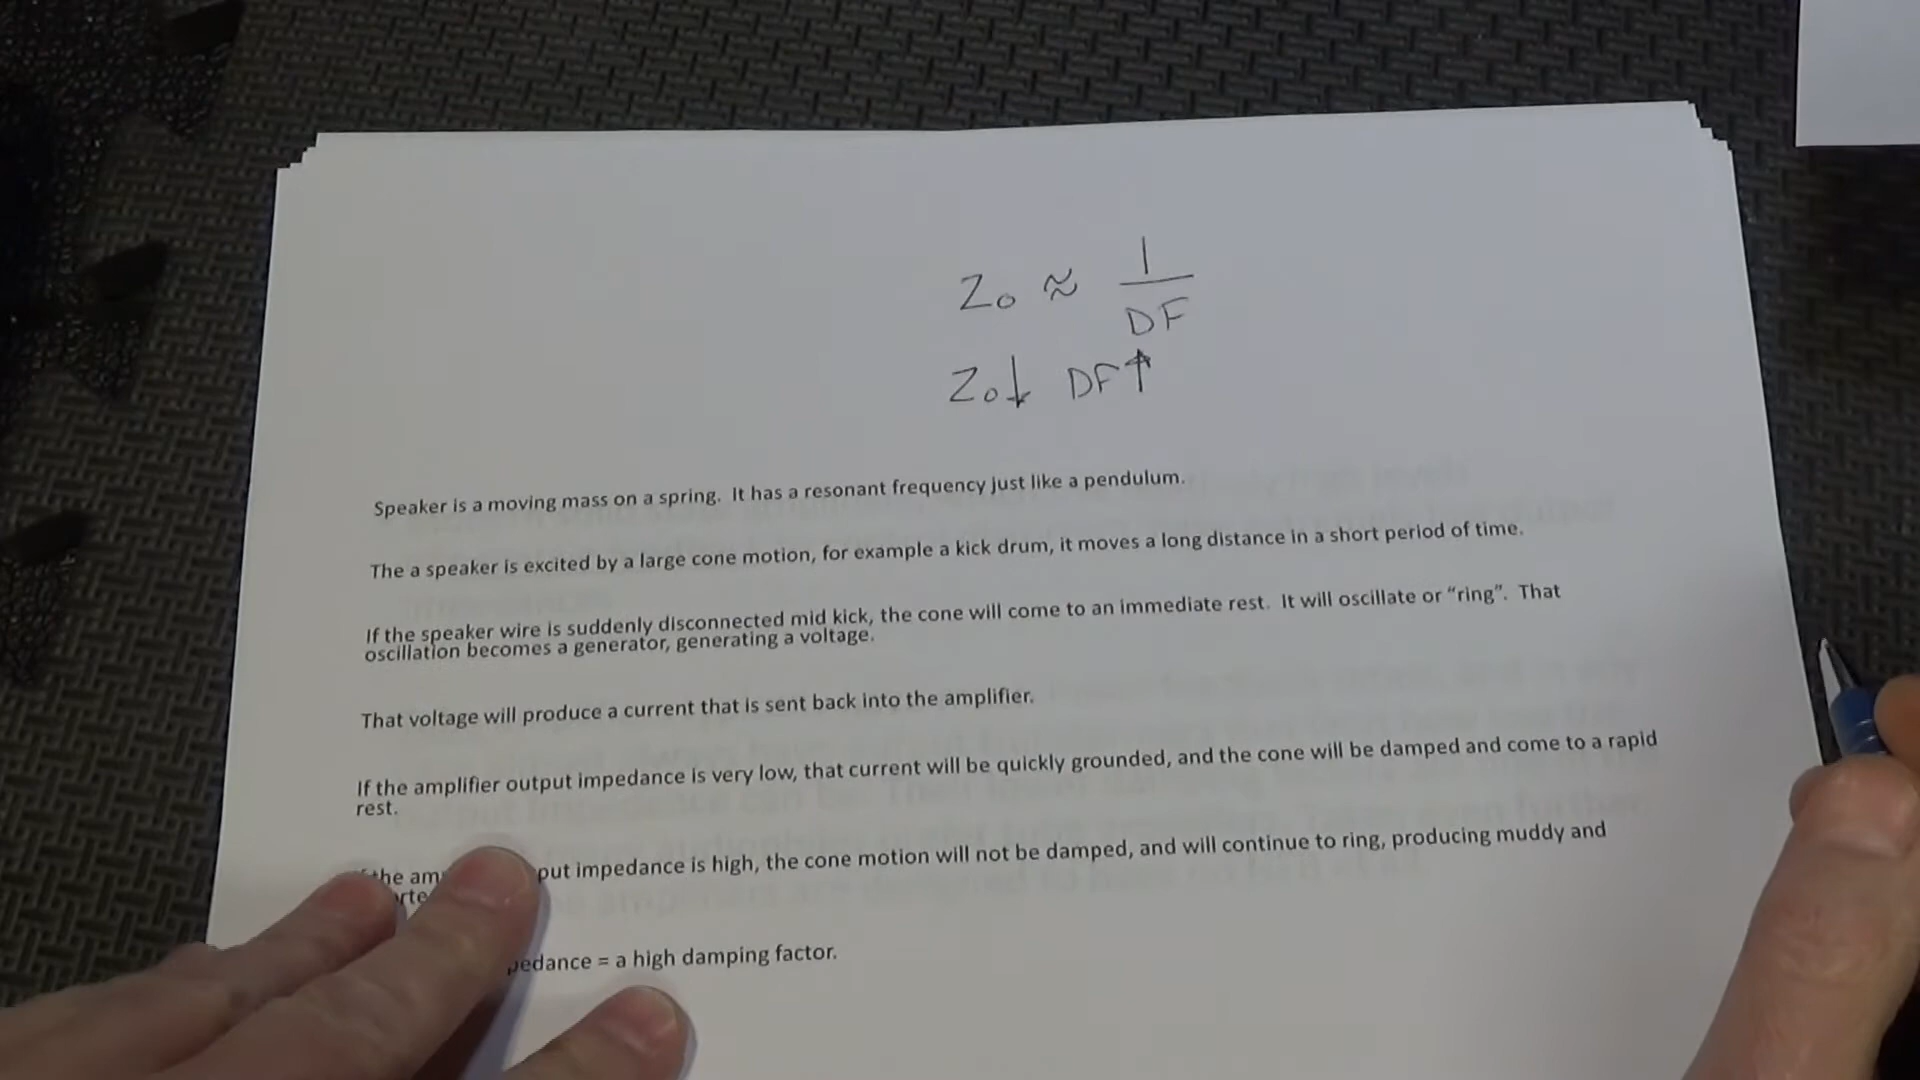 Zo ≈ 1
DF
Zo↓ DF↑
Speaker is a moving mass on a spring. It has a resonant frequency just like a pendulum.
The a speaker is excited by a large cone motion, for example a kick drum, it moves a long distance in a short period of time.
If the speaker wire is suddenly disconnected mid kick, the cone will come to an immediate rest. It will oscillate or “ring”. That
oscillation becomes a generator, generating a voltage.
That voltage will produce a current that is sent back into the amplifier.
If the amplifier output impedance is very low, that current will be quickly grounded, and the cone will be damped and come to a rapid
rest.
the impedance is high, the cone motion will not be damped, and will continue to ring, producing muddy and
= a high damping factor.